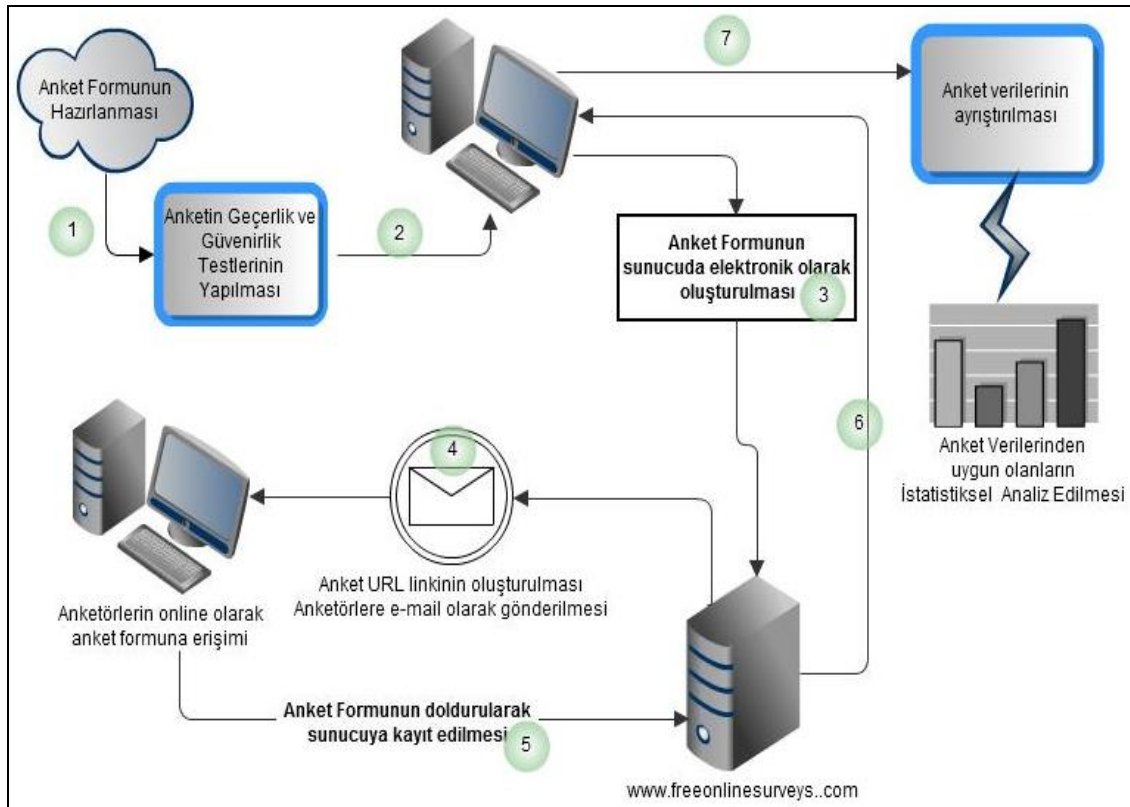 Anket Formunun
Hazırlanması
1
Anketin Geçerlik ve
Güvenirlik
Testlerinin
Yapılması
2
7
Anket verilerinin
ayrıştırılması
Anket Formunun
sunucuda elektronik olarak
oluşturulması
3
6
Anket Verilerinden
uygun olanların
İstatistiksel Analiz Edilmesi
4
Anket URL linkinin oluşturulması
Anketörlere e-mail olarak gönderilmesi
Anketörlerin online olarak
anket formuna erişimi
Anket Formunun doldurularak
sunucuya kayıt edilmesi
5
www.freeonlinesurveys..com